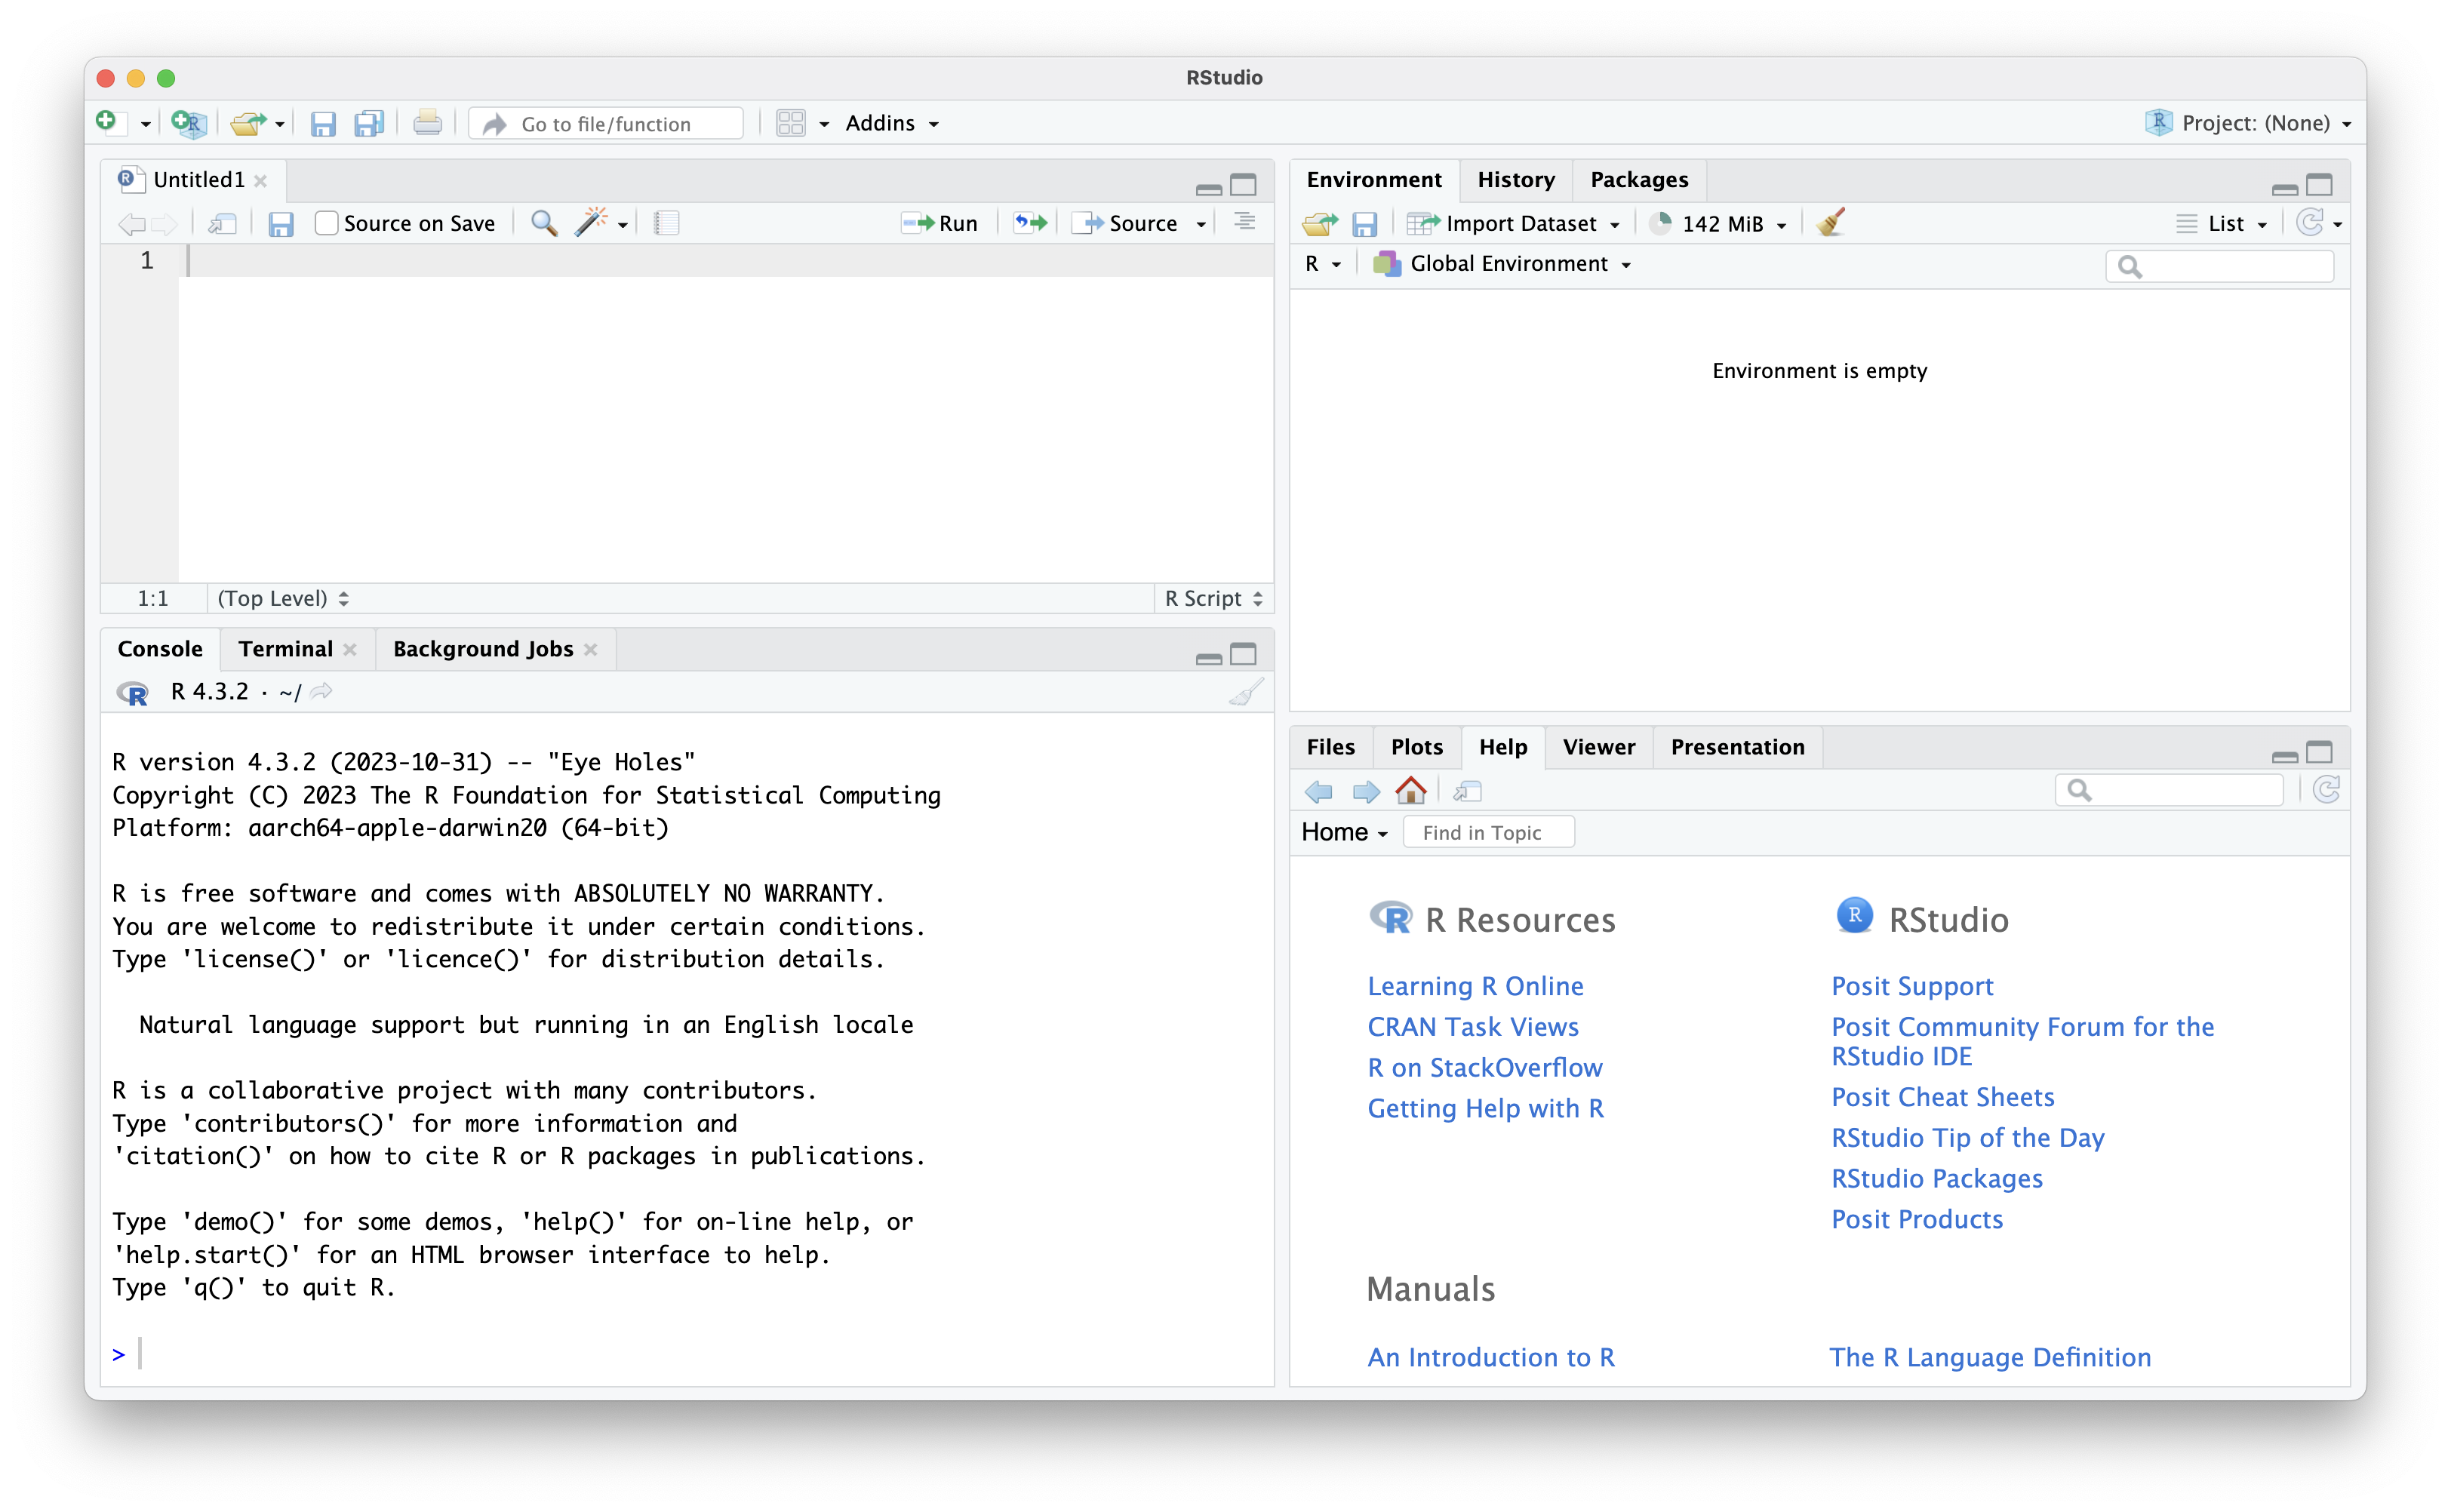 RStudio
Go to file/function
Addins
Project: (None)
Untitled1
Source on Save
Run
Source
1
1:1
(Top Level)
R Script
Console
Terminal
Background Jobs
R 4.3.2 · ~/
R version 4.3.2 (2023-10-31) -- "Eye Holes"
Copyright (C) 2023 The R Foundation for Statistical Computing
Platform: aarch64-apple-darwin20 (64-bit)
R is free software and comes with ABSOLUTELY NO WARRANTY.
You are welcome to redistribute it under certain conditions.
Type 'license()' or 'licence()' for distribution details.
Natural language support but running in an English locale
R is a collaborative project with many contributors.
Type 'contributors()' for more information and
'citation()' on how to cite R or R packages in publications.
Type 'demo()' for some demos, 'help()' for on-line help, or
'help.start()' for an HTML browser interface to help.
Type 'q()' to quit R.
>
Environment
History
Packages
Import Dataset
142 MiB
List
R
Global Environment
Environment is empty
Files
Plots
Help
Viewer
Presentation
Home
Find in Topic
R Resources
Learning R Online
CRAN Task Views
R on StackOverflow
Getting Help with R
RStudio
Posit Support
Posit Community Forum for the
RStudio IDE
Posit Cheat Sheets
RStudio Tip of the Day
RStudio Packages
Posit Products
Manuals
An Introduction to R
The R Language Definition